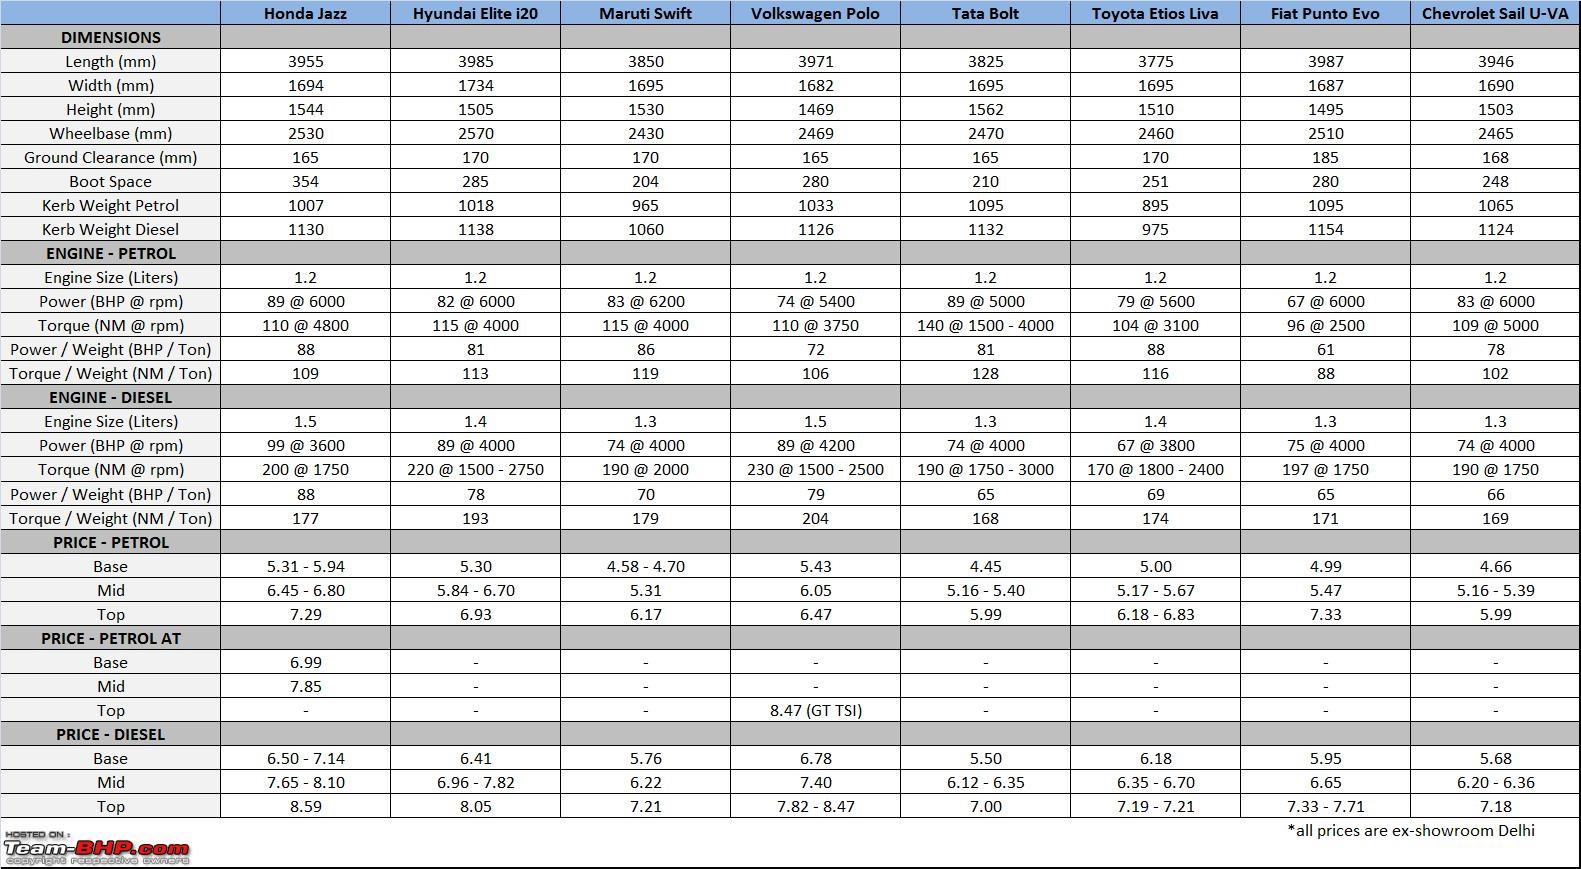 Honda Jazz Hyundai Elite i20 Maruti Swift Volkswagen Polo Tata Bolt Toyota Etios Liva Fiat Punto Evo Chevrolet Sail U-VA
DIMENSIONS
Length (mm) 3955 3985 3850 3971 3825 3775 3987 3946
Width (mm) 1694 1734 1695 1682 1695 1695 1687 1690
Height (mm) 1544 1505 1530 1469 1562 1510 1495 1503
Wheelbase (mm) 2530 2570 2430 2469 2470 2460 2510 2465
Ground Clearance (mm) 165 170 170 165 165 170 185 168
Boot Space 354 285 204 280 210 251 280 248
Kerb Weight Petrol 1007 1018 965 1033 1095 895 1095 1065
Kerb Weight Diesel 1130 1138 1060 1126 1132 975 1154 1124
ENGINE - PETROL
Engine Size (Liters) 1.2 1.2 1.2 1.2 1.2 1.2 1.2 1.2
Power (BHP @ rpm) 89 @ 6000 82 @ 6000 83 @ 6200 74 @ 5400 89 @ 5000 79 @ 5600 67 @ 6000 83 @ 6000
Torque (NM @ rpm) 110 @ 4800 115 @ 4000 115 @ 4000 110 @ 3750 140 @ 1500 - 4000 104 @ 3100 96 @ 2500 109 @ 5000
Power / Weight (BHP / Ton) 88 81 86 72 81 88 61 78
Torque / Weight (NM / Ton) 109 113 119 106 128 116 88 102
ENGINE - DIESEL
Engine Size (Liters) 1.5 1.4 1.3 1.5 1.3 1.4 1.3 1.3
Power (BHP @ rpm) 99 @ 3600 89 @ 4000 74 @ 4000 89 @ 4200 74 @ 4000 67 @ 3800 75 @ 4000 74 @ 4000
Torque (NM @ rpm) 200 @ 1750 220 @ 1500 - 2750 190 @ 2000 230 @ 1500 - 2500 190 @ 1750 - 3000 170 @ 1800 - 2400 197 @ 1750 190 @ 1750
Power / Weight (BHP / Ton) 88 78 70 79 65 69 65 66
Torque / Weight (NM / Ton) 177 193 179 204 168 174 171 169
PRICE - PETROL
Base 5.31 - 5.94 5.30 4.58 - 4.70 5.43 4.45 5.00 4.99 4.66
Mid 6.45 - 6.80 5.84 - 6.70 5.31 6.05 5.16 - 5.40 5.17 - 5.67 5.47 5.16 - 5.39
Top 7.29 6.93 6.17 6.47 5.99 6.18 - 6.83 7.33 5.99
PRICE - PETROL AT
Base 6.99 - - - - - - -
Mid 7.85 - - - - - - -
Top - - - 8.47 (GT TSI) - - - -
PRICE - DIESEL
Base 6.50 - 7.14 6.41 5.76 6.78 5.50 6.18 5.95 5.68
Mid 7.65 - 8.10 6.96 - 7.82 6.22 7.40 6.12 - 6.35 6.35 - 6.70 6.65 6.20 - 6.36
Top 8.59 8.05 7.21 7.82 - 8.47 7.00 7.19 - 7.21 7.33 - 7.71 7.18
*all prices are ex-showroom Delhi
HOSTED ON :
Team-BHP.com
copyright respective owners